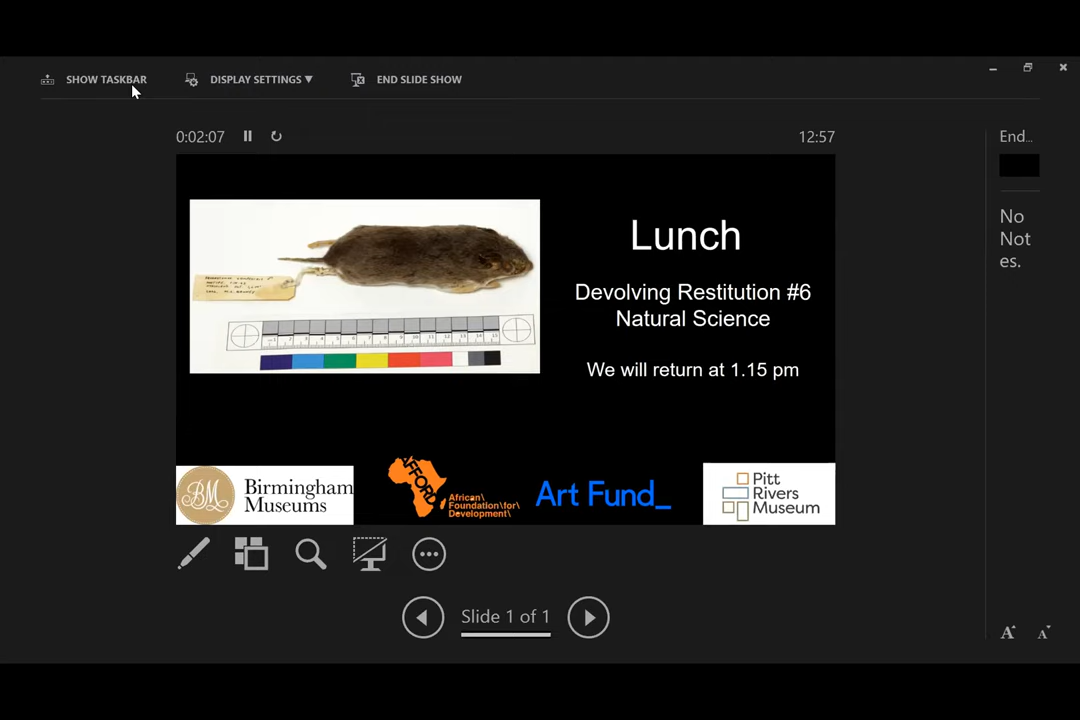 SHOW TASKBAR
DISPLAY SETTINGS ▼
END SLIDE SHOW
0:02:07
12:57
End...
Lunch
Devolving Restitution #6
Natural Science
We will return at 1.15 pm
No
Not
es.
BM
Birmingham
Museums
AFFORD
African\
Foundation\for
Development\
Art Fund_
Pitt
Rivers
Museum
Slide 1 of 1
A
A